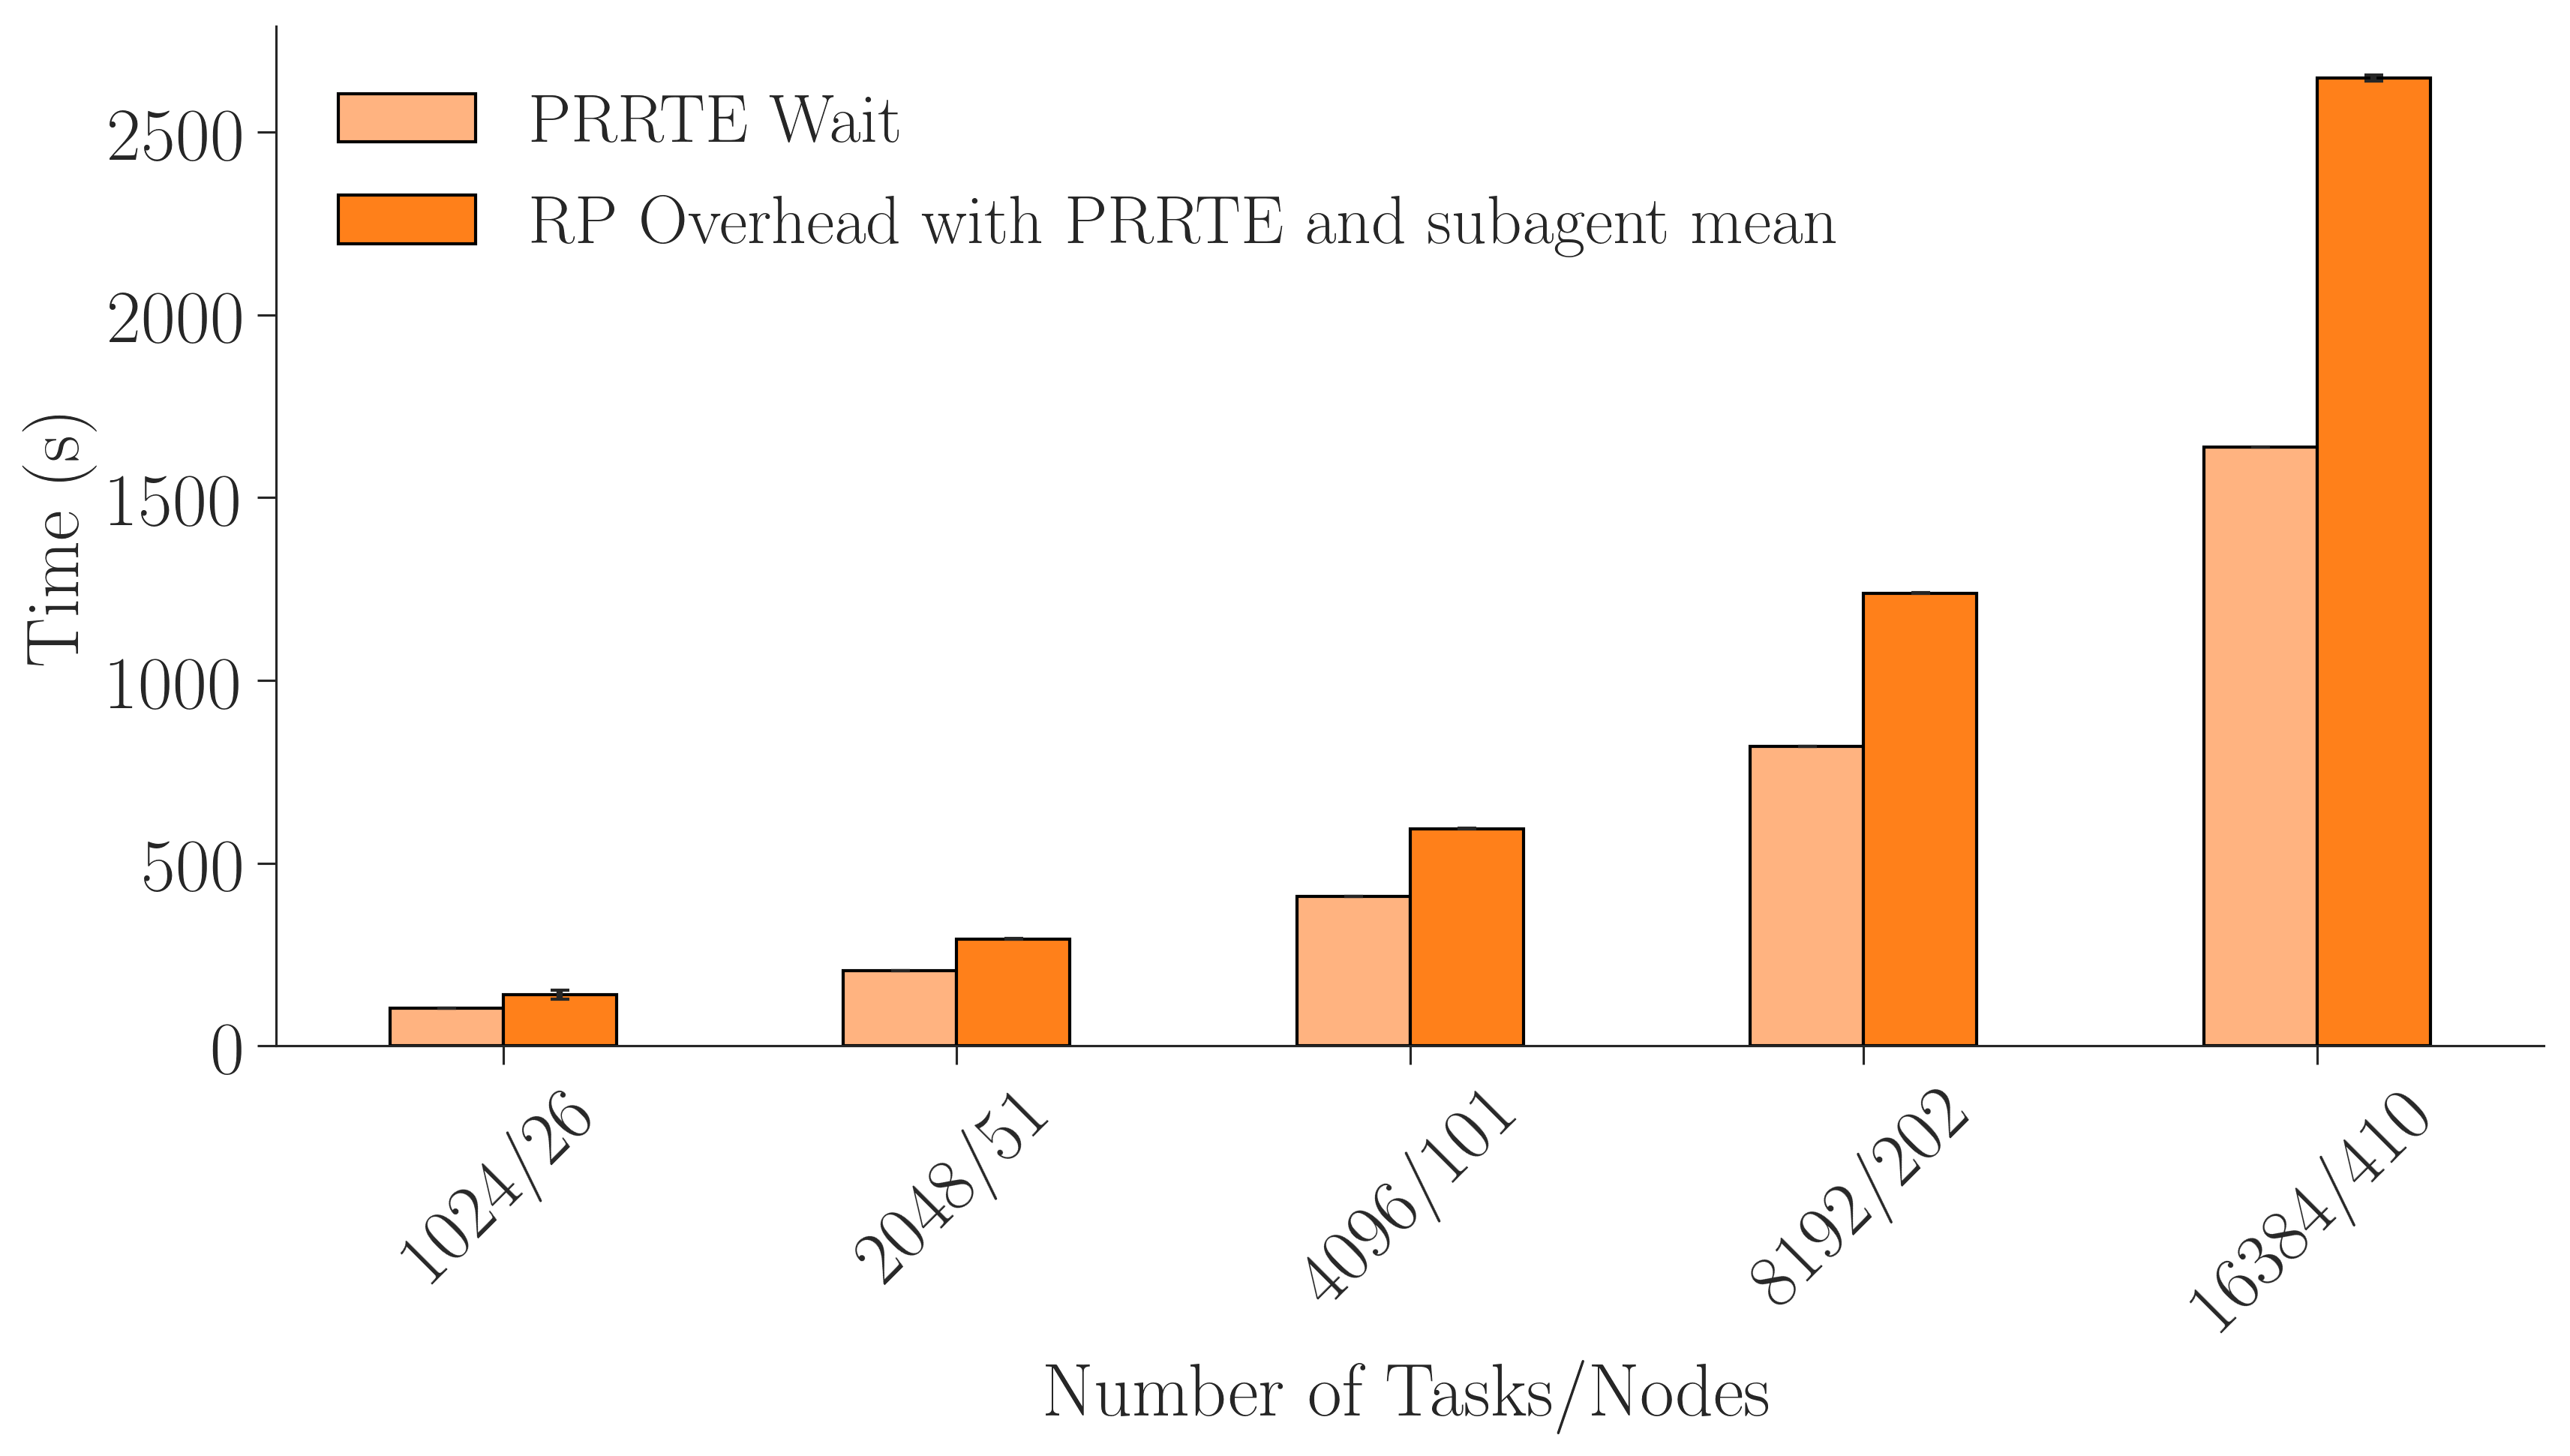 PRRTE Wait
RP Overhead with PRRTE and subagent mean
Time (s)
2500
2000
1500
1000
500
0
1024/26
2048/51
4096/101
8192/202
16384/410
Number of Tasks/Nodes